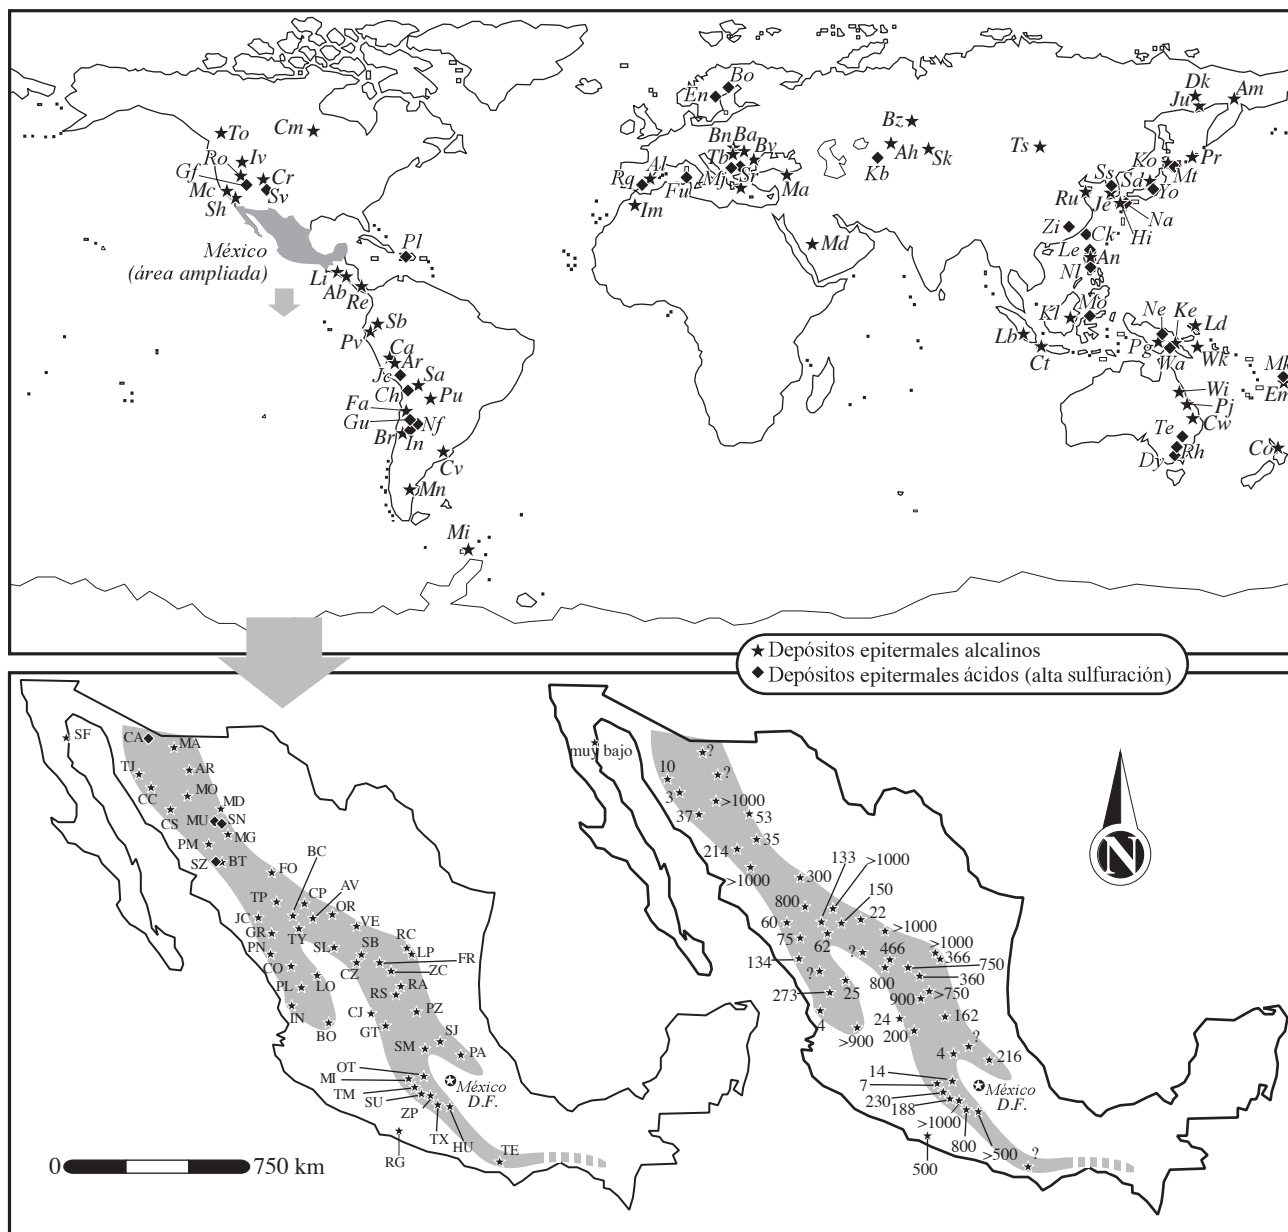 Bo
En
Dk
Ju
Am
To
Cm
Bz
Bn
Ba
Bv
Ts
Iv
Ro
Gf
Cr
Sv
Mc
Sh
Al
Rq
Fu
Tb
Mj
Sr
Ma
Ah
Sk
Kb
Ko
Pr
Mt
Ss
Sd
Yo
Ru
Je
Na
Hi
Im
Md
Zi
Ck
Le
An
Nl
México
(área ampliada)
Pl
Li
Ab
Re
Mo
Kl
Lb
Ct
Ne
Ke
Ld
Pg
Wa
Wk
Sb
Pv
Ca
Ar
Jc
Sa
Ch
Pu
Fa
Gu
Nf
Br
In
Cv
Mn
Mi
Wi
Pj
Cw
Te
Rh
Dy
Em
Co
Depósitos epitermales alcalinos
Depósitos epitermales ácidos (alta sulfuración)
SF
CA
MA
TJ
AR
CC
MO
CS
MD
MU
SN
MG
PM
SZ
BT
BC
FO
AV
TP
CP
OR
JC
VE
GR
TY
PN
SL
SB
RC
LP
CO
CZ
FR
ZC
PL
LO
RS
RA
IN
BO
CJ
PZ
GT
SJ
SM
PA
OT
MI
TM
SU
ZP
México
D.F.
TX
HU
RG
TE
0
750 km
muy bajo
?
10
?
3
>1000
37
53
35
214
133
>1000
>1000
300
150
800
22
60
>1000
75
62
466
>1000
134
?
366
750
?
800
360
273
25
900
>750
4
>900
24
162
200
?
4
216
14
7
230
188
México
D.F.
>1000
800
>500
500
?
N